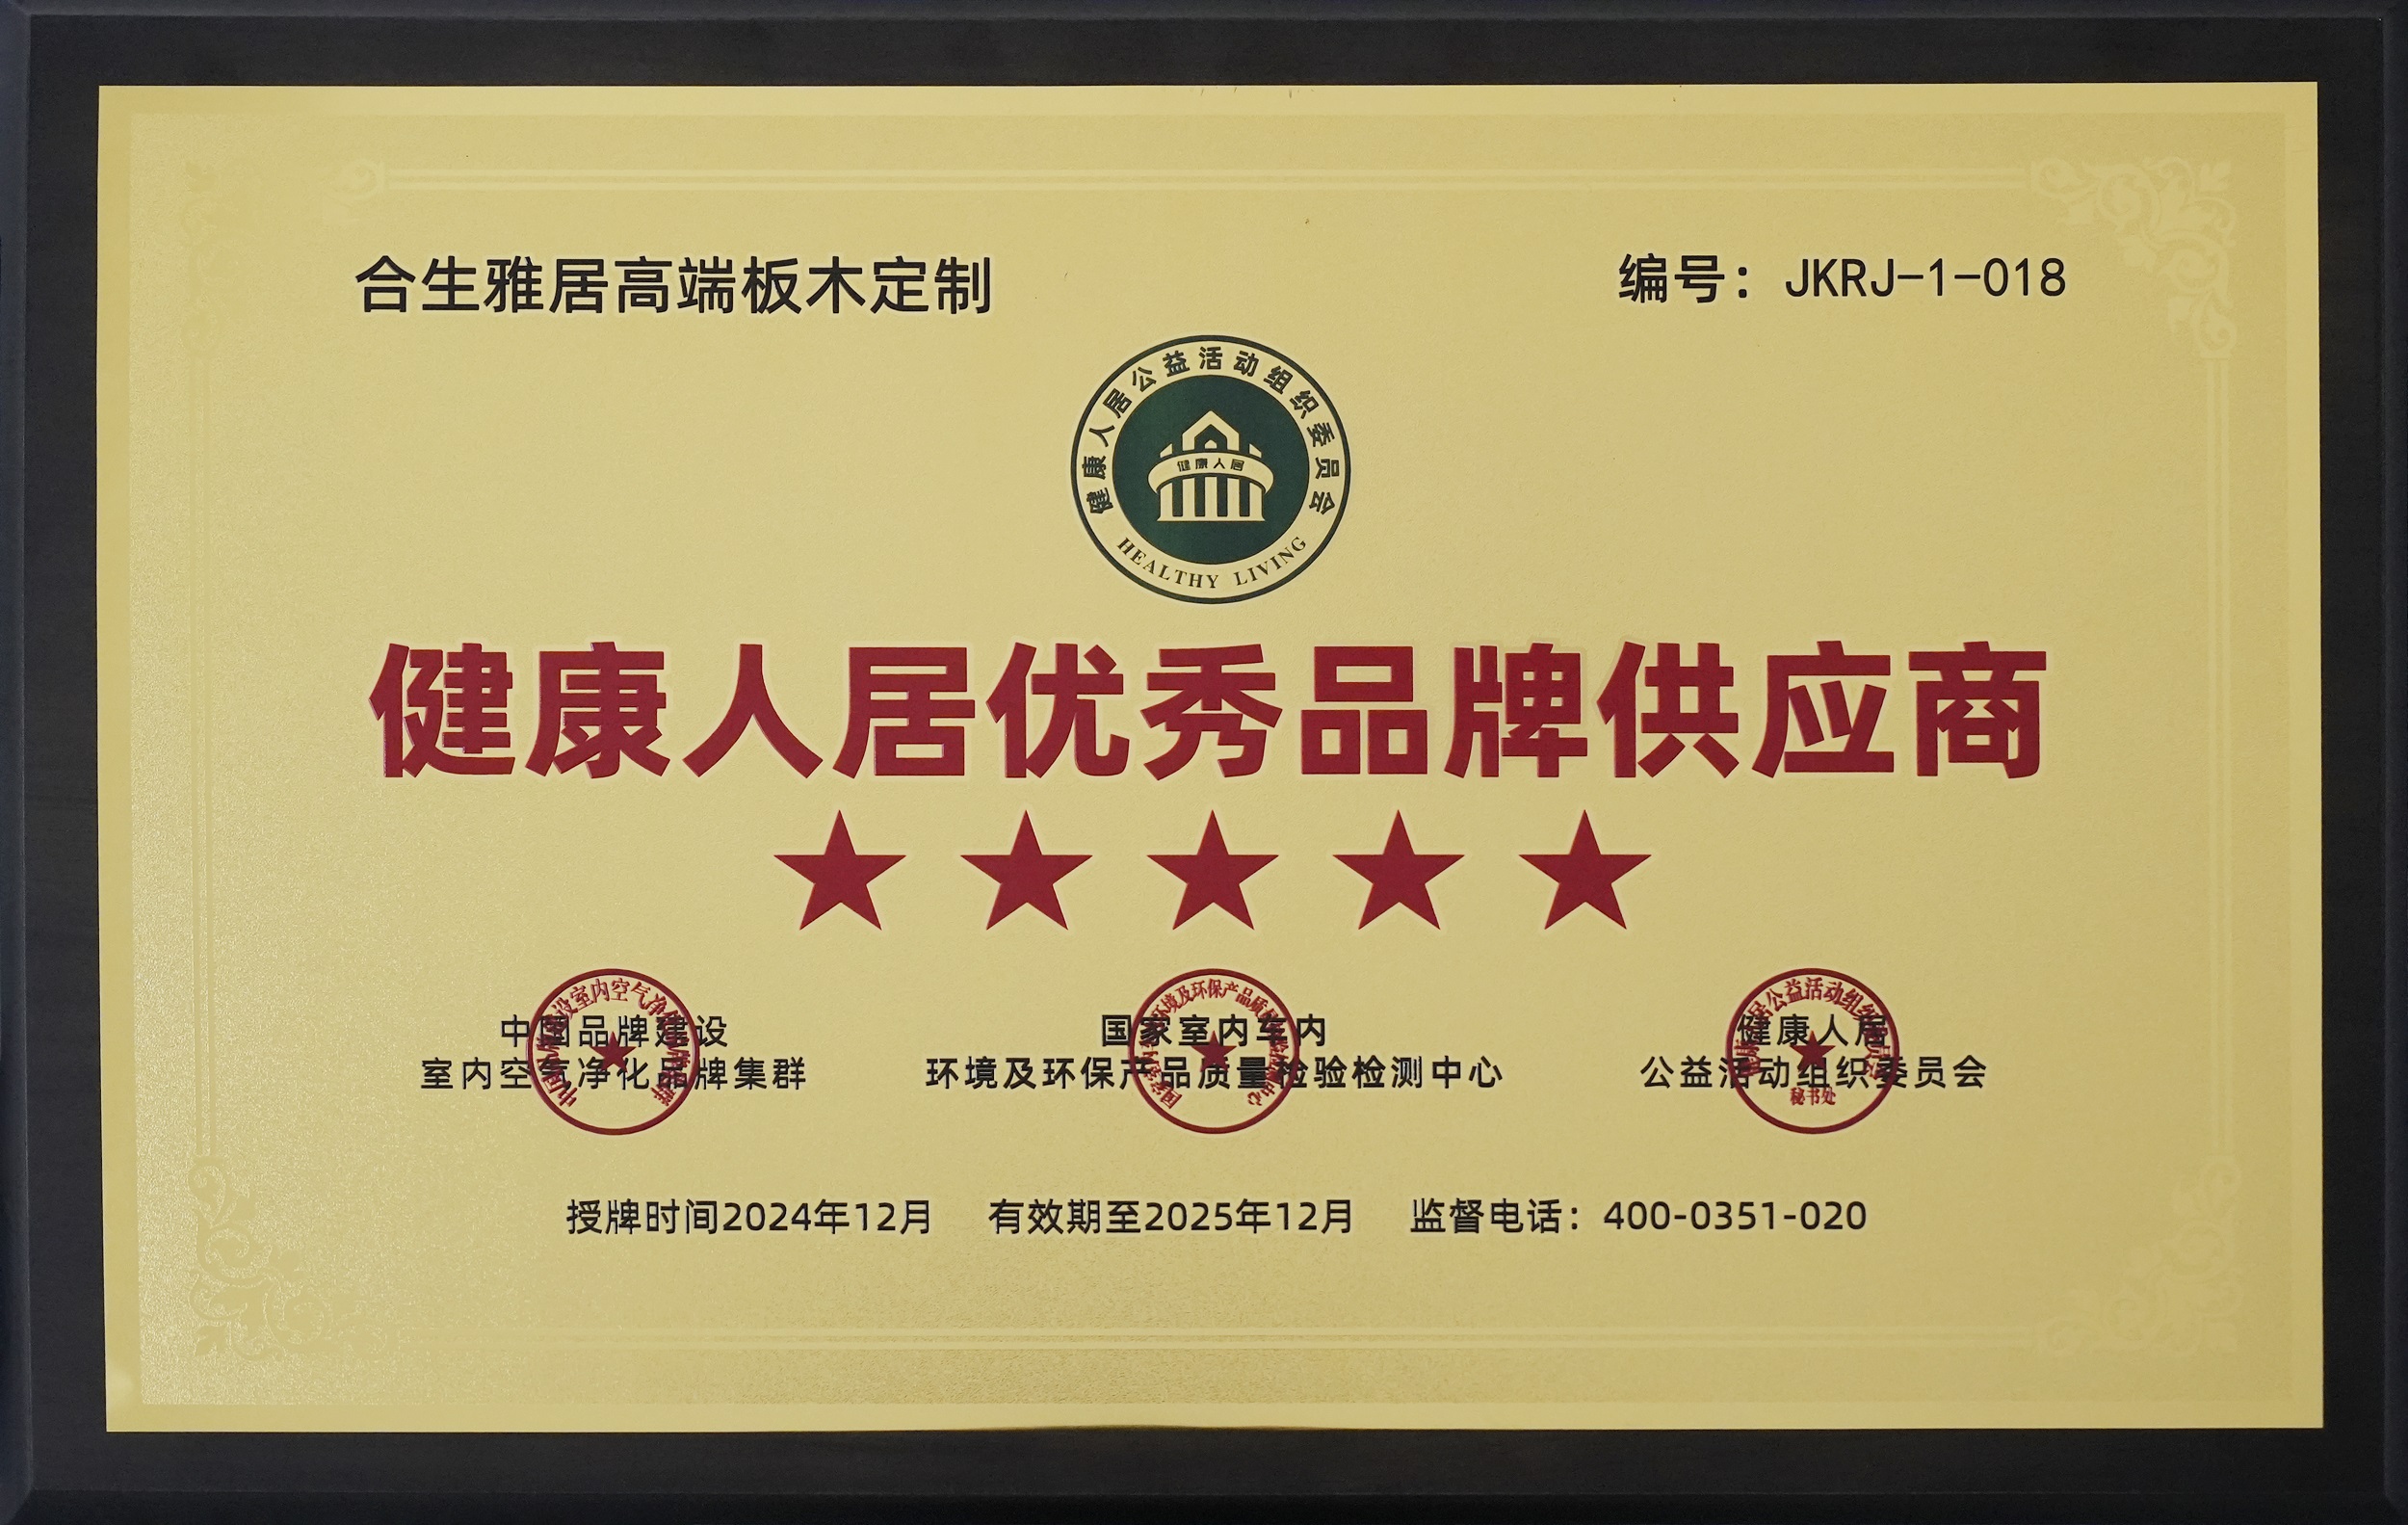 合生雅居高端板木定制
编号：JKRJ-1-018
健康人居公益活动组织委员会
健康人居
HEALTHY LIVING
健康人居优秀品牌供应商
中国品牌建设
室内空气净化品牌集群
国家室内车内
环境及环保产品质量检验检测中心
健康人居
公益活动组织委员会
秘书处
授牌时间2024年12月 有效期至2025年12月 监督电话：400-0351-020